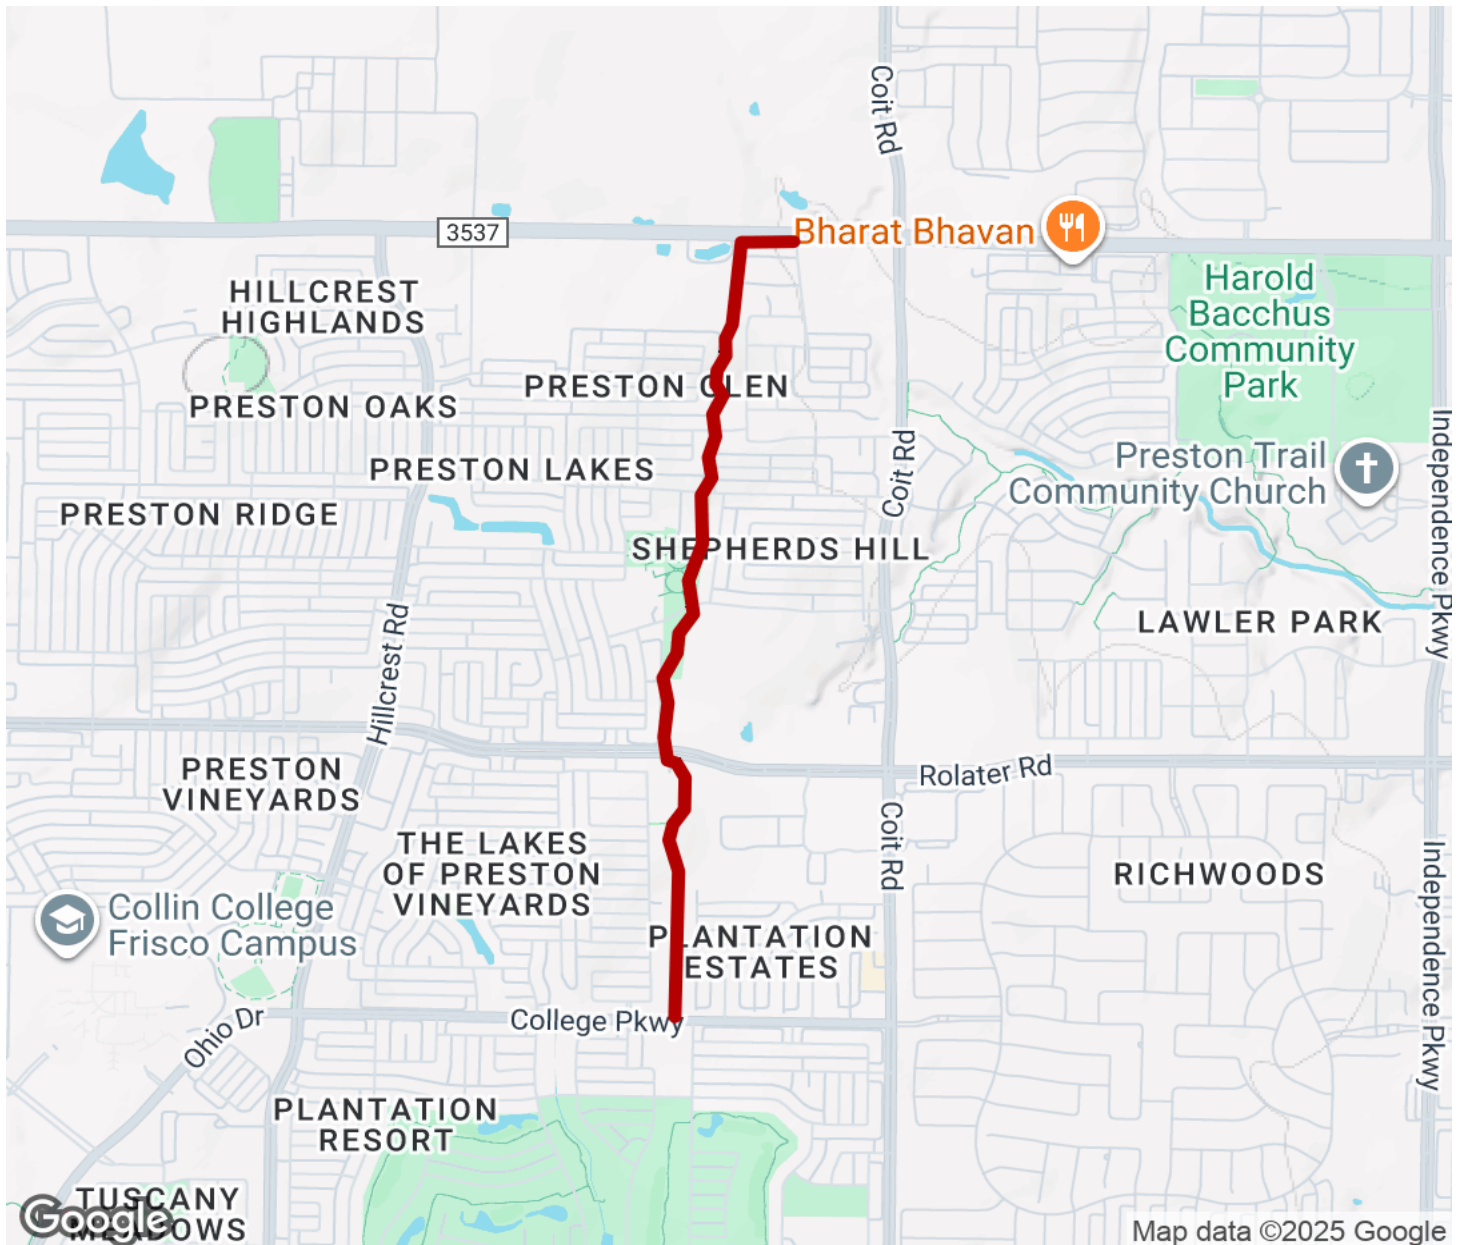 Coit Rd
3537
Bharat Bhavan
HILLCREST
HIGHLANDS
Harold
Bacchus
Community
Park
PRESTON GLEN
PRESTON OAKS
Coit Rd
Independence Pkwy
PRESTON LAKES
Preston Trail
Community Church
PRESTON RIDGE
SHEPHERDS HILL
Hillcrest Rd
LAWLER PARK
PRESTON
VINEYARDS
Rolater Rd
Coit Rd
THE LAKES
OF PRESTON
VINEYARDS
RICHWOODS
Independence Pkwy
Collin College
Frisco Campus
PLANTATION
ESTATES
Ohio Dr
College Pkwy
PLANTATION
RESORT
TUSCANY
MEADOWS
Google
Map data ©2025 Google